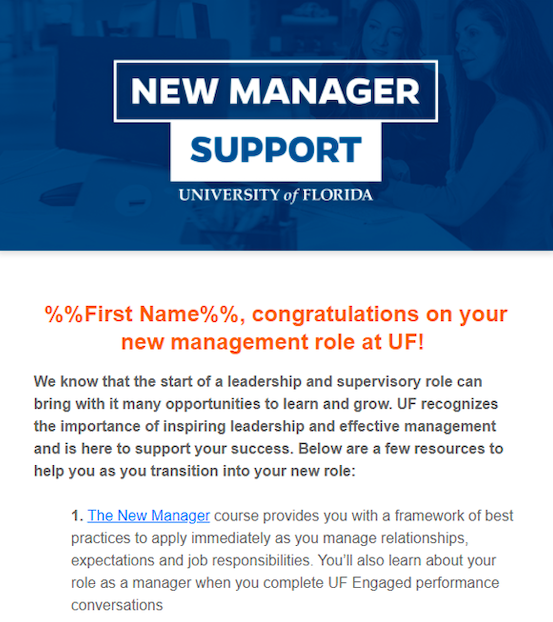 NEW MANAGER
SUPPORT
UNIVERSITY of FLORIDA
%%First Name%%, congratulations on your
new management role at UF!
We know that the start of a leadership and supervisory role can
bring with it many opportunities to learn and grow. UF recognizes
the importance of inspiring leadership and effective management
and is here to support your success. Below are a few resources to
help you as you transition into your new role:
1. The New Manager course provides you with a framework of best
practices to apply immediately as you manage relationships,
expectations and job responsibilities. You’ll also learn about your
role as a manager when you complete UF Engaged performance
conversations